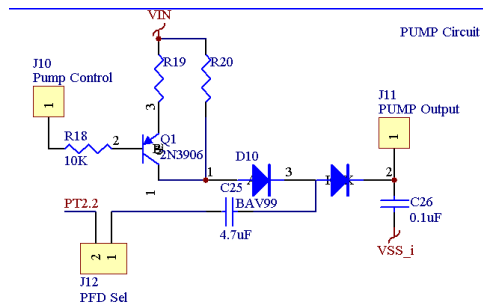 VIN
PUMP Circuit
J10
Pump Control
1
R19
R20
J11
PUMP Output
1
3
R18
10K
2
Q1
2N3906
D10
1
3
2
1
C25
BAV99
4.7uF
C26
0.1uF
PT2.2
VSS_i
2
1
J12
PFD Sel